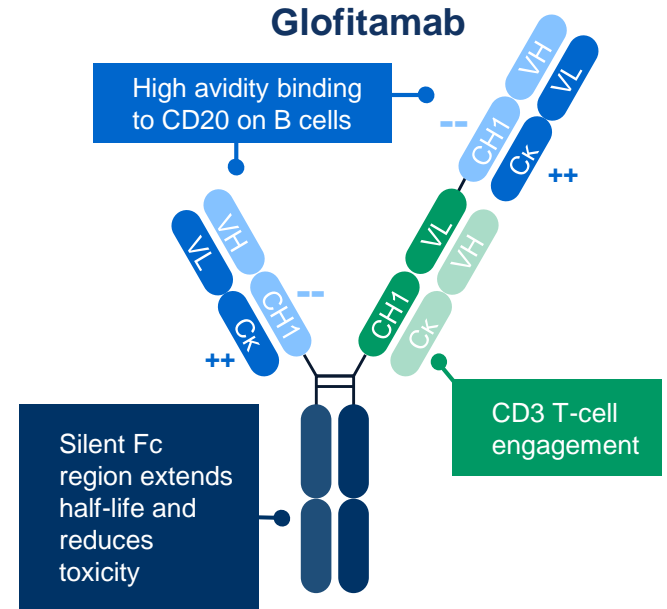 Glofitamab
High avidity binding
to CD20 on B cells
VH
VL
--
CH1
Cκ
++
VL
VH
CH1
Cκ
VH
VL
--
CH1
Cκ
++
CD3 T-cell
engagement
Silent Fc
region extends
half-life and
reduces
toxicity